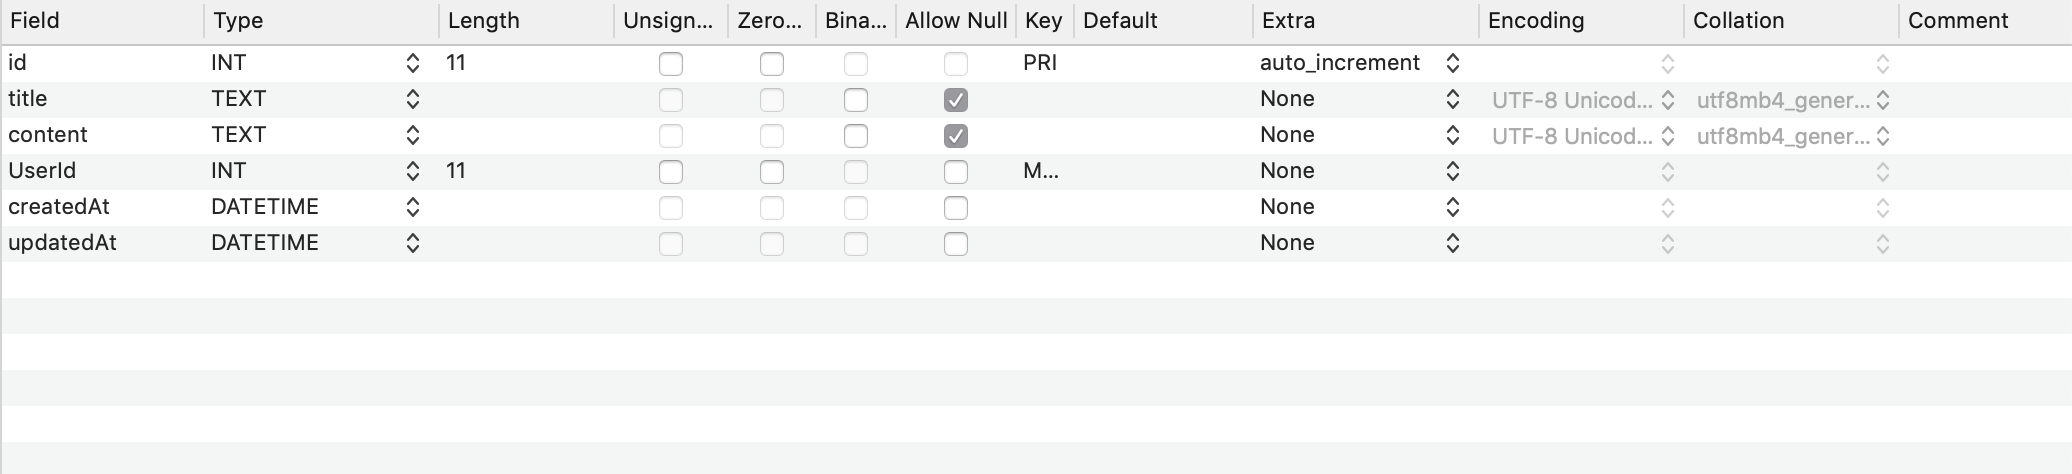 Field Type Length Unsign... Zero... Bina... Allow Null Key Default Extra Encoding Collation Comment
id INT 11 PRI auto_increment
title TEXT None UTF-8 Unicod... utf8mb4_gener...
content TEXT None UTF-8 Unicod... utf8mb4_gener...
UserId INT 11 M... None
createdAt DATETIME None
updatedAt DATETIME None